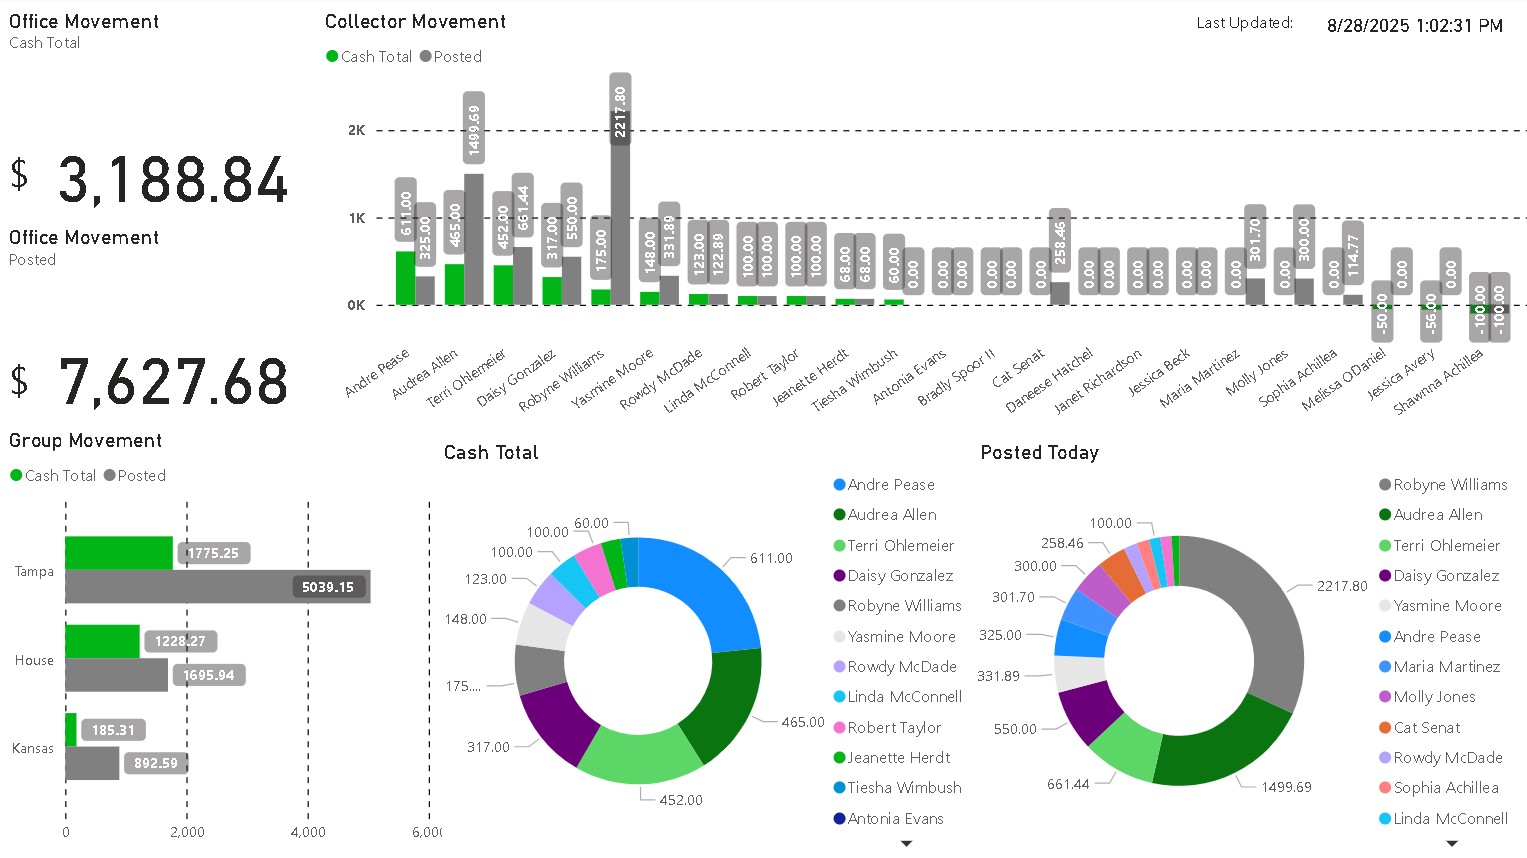 Office Movement
Cash Total
$ 3,188.84
Office Movement
Posted
$ 7,627.68
Collector Movement
Cash Total Posted
Last Updated: 8/28/2025 1:02:31 PM
2K
1K
0K
611.00 325.00 465.00 1499.69 452.00 661.44 317.00 550.00 175.00 2217.80 148.00 331.89 123.00 122.89 100.00 100.00 100.00 100.00 68.00 68.00 60.00 0.00 0.00 0.00 0.00 0.00 0.00 258.46 0.00 0.00 0.00 0.00 0.00 0.00 0.00 301.70 0.00 300.00 0.00 114.77 -50.00 0.00 -56.00 0.00 -100.00 -100.00
Andre Pease
Audrea Allen
Terri Ohlemeier
Daisy Gonzalez
Robyne Williams
Yasmine Moore
Rowdy McDade
Linda McConnell
Robert Taylor
Jeanette Herdt
Tiesha Wimbush
Antonia Evans
Bradly Spoor II
Cat Senat
Daneese Hatchel
Janet Richardson
Jessica Beck
Maria Martinez
Molly Jones
Sophia Achillea
Melissa ODaniel
Jessica Avery
Shawnna Achillea
Group Movement
Cash Total Posted
Tampa
1775.25
5039.15
House
1228.27
1695.94
Kansas
185.31
892.59
0 2,000 4,000 6,000
Cash Total
60.00
100.00
100.00
123.00
148.00
175....
317.00
452.00
465.00
611.00
Andre Pease
Audrea Allen
Terri Ohlemeier
Daisy Gonzalez
Robyne Williams
Yasmine Moore
Rowdy McDade
Linda McConnell
Robert Taylor
Jeanette Herdt
Tiesha Wimbush
Antonia Evans
Posted Today
100.00
258.46
300.00
301.70
325.00
331.89
550.00
661.44
1499.69
2217.80
Robyne Williams
Audrea Allen
Terri Ohlemeier
Daisy Gonzalez
Yasmine Moore
Andre Pease
Maria Martinez
Molly Jones
Cat Senat
Rowdy McDade
Sophia Achillea
Linda McConnell